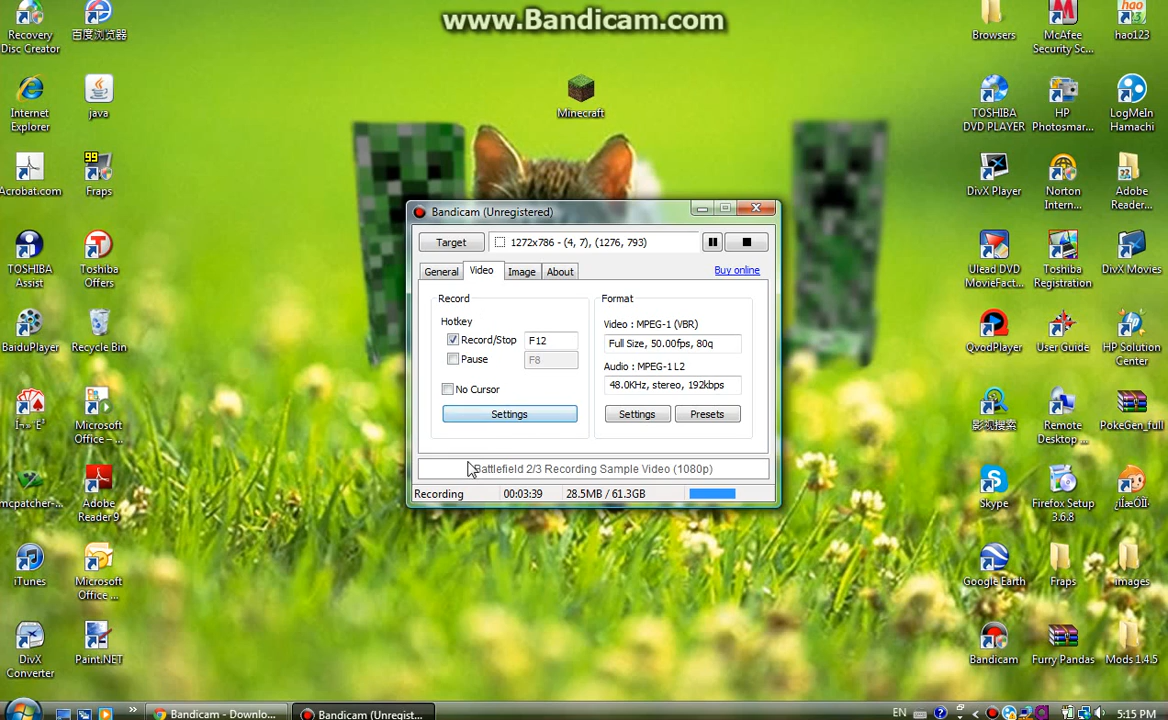 www.Bandicam.com
Recovery
Disc Creator
百度浏览器
Browsers
McAfee
Security Sc...
hao
123
hao123
Internet
Explorer
java
Minecraft
TOSHIBA
DVD PLAYER
HP
Photosmar...
LogMeIn
Hamachi
Acrobat.com
99
Fraps
DivX Player
Norton
Intern...
Adobe
Reader...
TOSHIBA
Assist
Toshiba
Offers
Ulead DVD
MovieFact...
Toshiba
Registration
DivX Movies
BaiduPlayer
Recycle Bin
QvodPlayer
User Guide
HP Solution
Center
Microsoft
Office – ...
影视搜索
Remote
Desktop ...
PokeGen_full
mcpatcher-...
Adobe
Reader 9
Skype
Firefox Setup
3.6.8
iTunes
Microsoft
Office ...
Google Earth
Fraps
images
DivX
Converter
Paint.NET
Bandicam
Furry Pandas
Mods 1.4.5
Bandicam (Unregistered)
Target
1272x786 - (4, 7), (1276, 793)
General
Video
Image
About
Buy online
Record
Hotkey
Record/Stop
F12
Pause
F8
No Cursor
Settings
Format
Video : MPEG-1 (VBR)
Full Size, 50.00fps, 80q
Audio : MPEG-1 L2
48.0KHz, stereo, 192kbps
Settings
Presets
Battlefield 2/3 Recording Sample Video (1080p)
Recording
00:03:39
28.5MB / 61.3GB
Bandicam - Downlo...
Bandicam (Unregist...
EN
5:15 PM